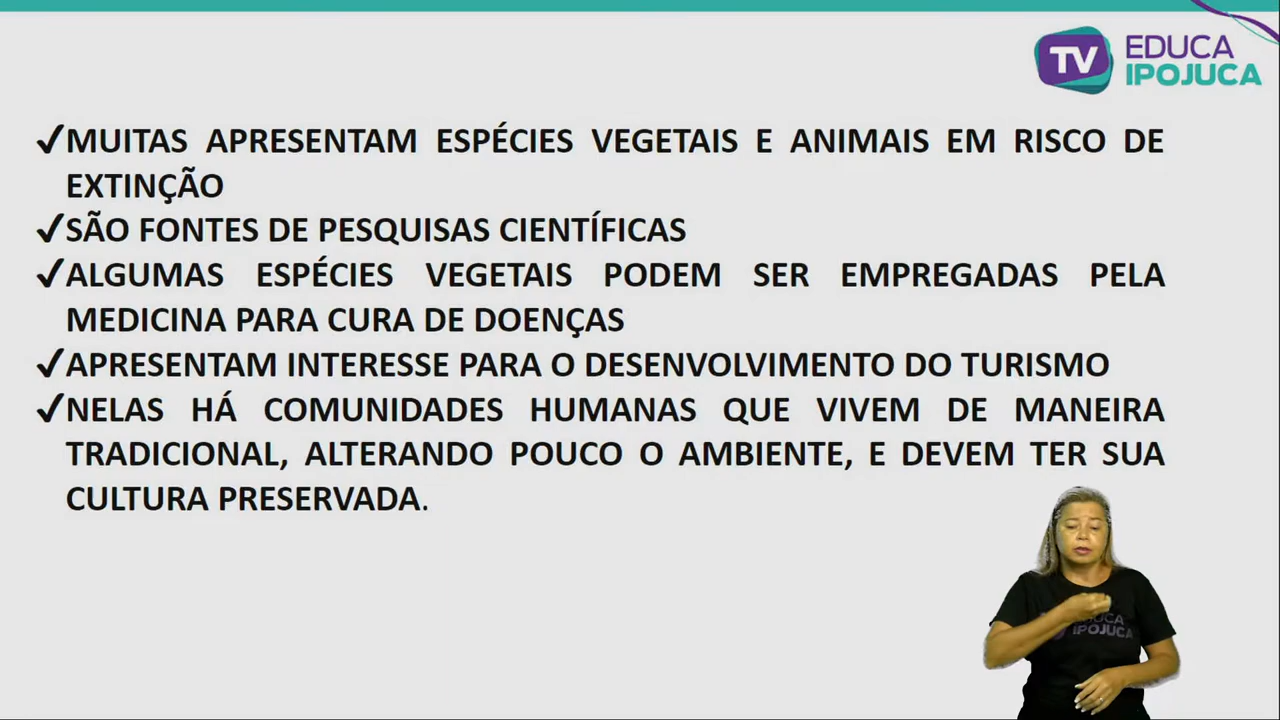 TV EDUCA
IPOJUCA
✓MUITAS APRESENTAM ESPÉCIES VEGETAIS E ANIMAIS EM RISCO DE
EXTINÇÃO
✓SÃO FONTES DE PESQUISAS CIENTÍFICAS
✓ALGUMAS ESPÉCIES VEGETAIS PODEM SER EMPREGADAS PELA
MEDICINA PARA CURA DE DOENÇAS
✓APRESENTAM INTERESSE PARA O DESENVOLVIMENTO DO TURISMO
✓NELAS HÁ COMUNIDADES HUMANAS QUE VIVEM DE MANEIRA
TRADICIONAL, ALTERANDO POUCO O AMBIENTE, E DEVEM TER SUA
CULTURA PRESERVADA.
IPOJUCA